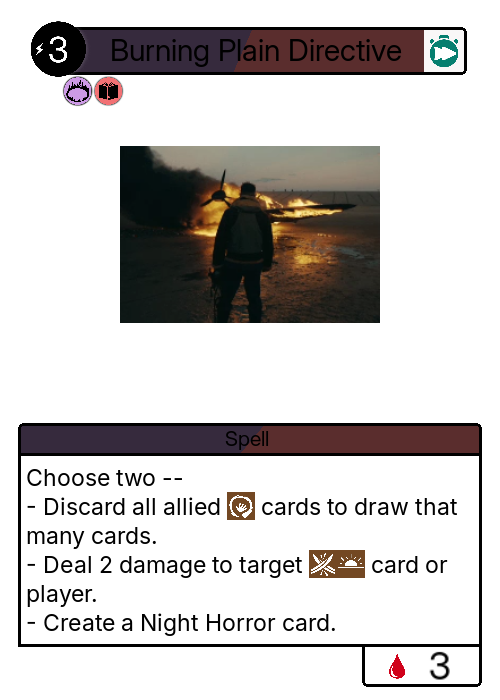 3 Burning Plain Directive
Spell
Choose two --
- Discard all allied cards to draw that
many cards.
- Deal 2 damage to target card or
player.
- Create a Night Horror card.
3